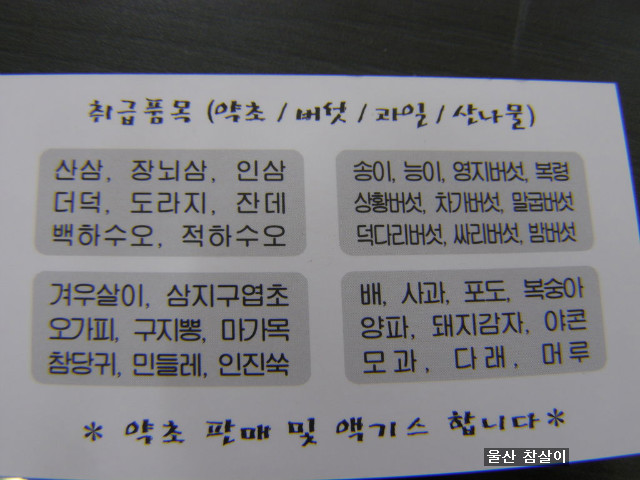 취급품목 (약초 / 버섯 / 과일 / 산나물)
산삼, 장뇌삼, 인삼
더덕, 도라지, 잔데
백하수오, 적하수오
송이, 능이, 영지버섯, 복령
상황버섯, 차가버섯, 말굽버섯
덕다리버섯, 싸리버섯, 밤버섯
겨우살이, 삼지구엽초
오가피, 구지뽕, 마가목
참당귀, 민들레, 인진쑥
배, 사과, 포도, 복숭아
양파, 돼지감자, 야콘
모과, 다래, 머루
* 약초 판매 및 액기스 합니다 *
울산 참살이